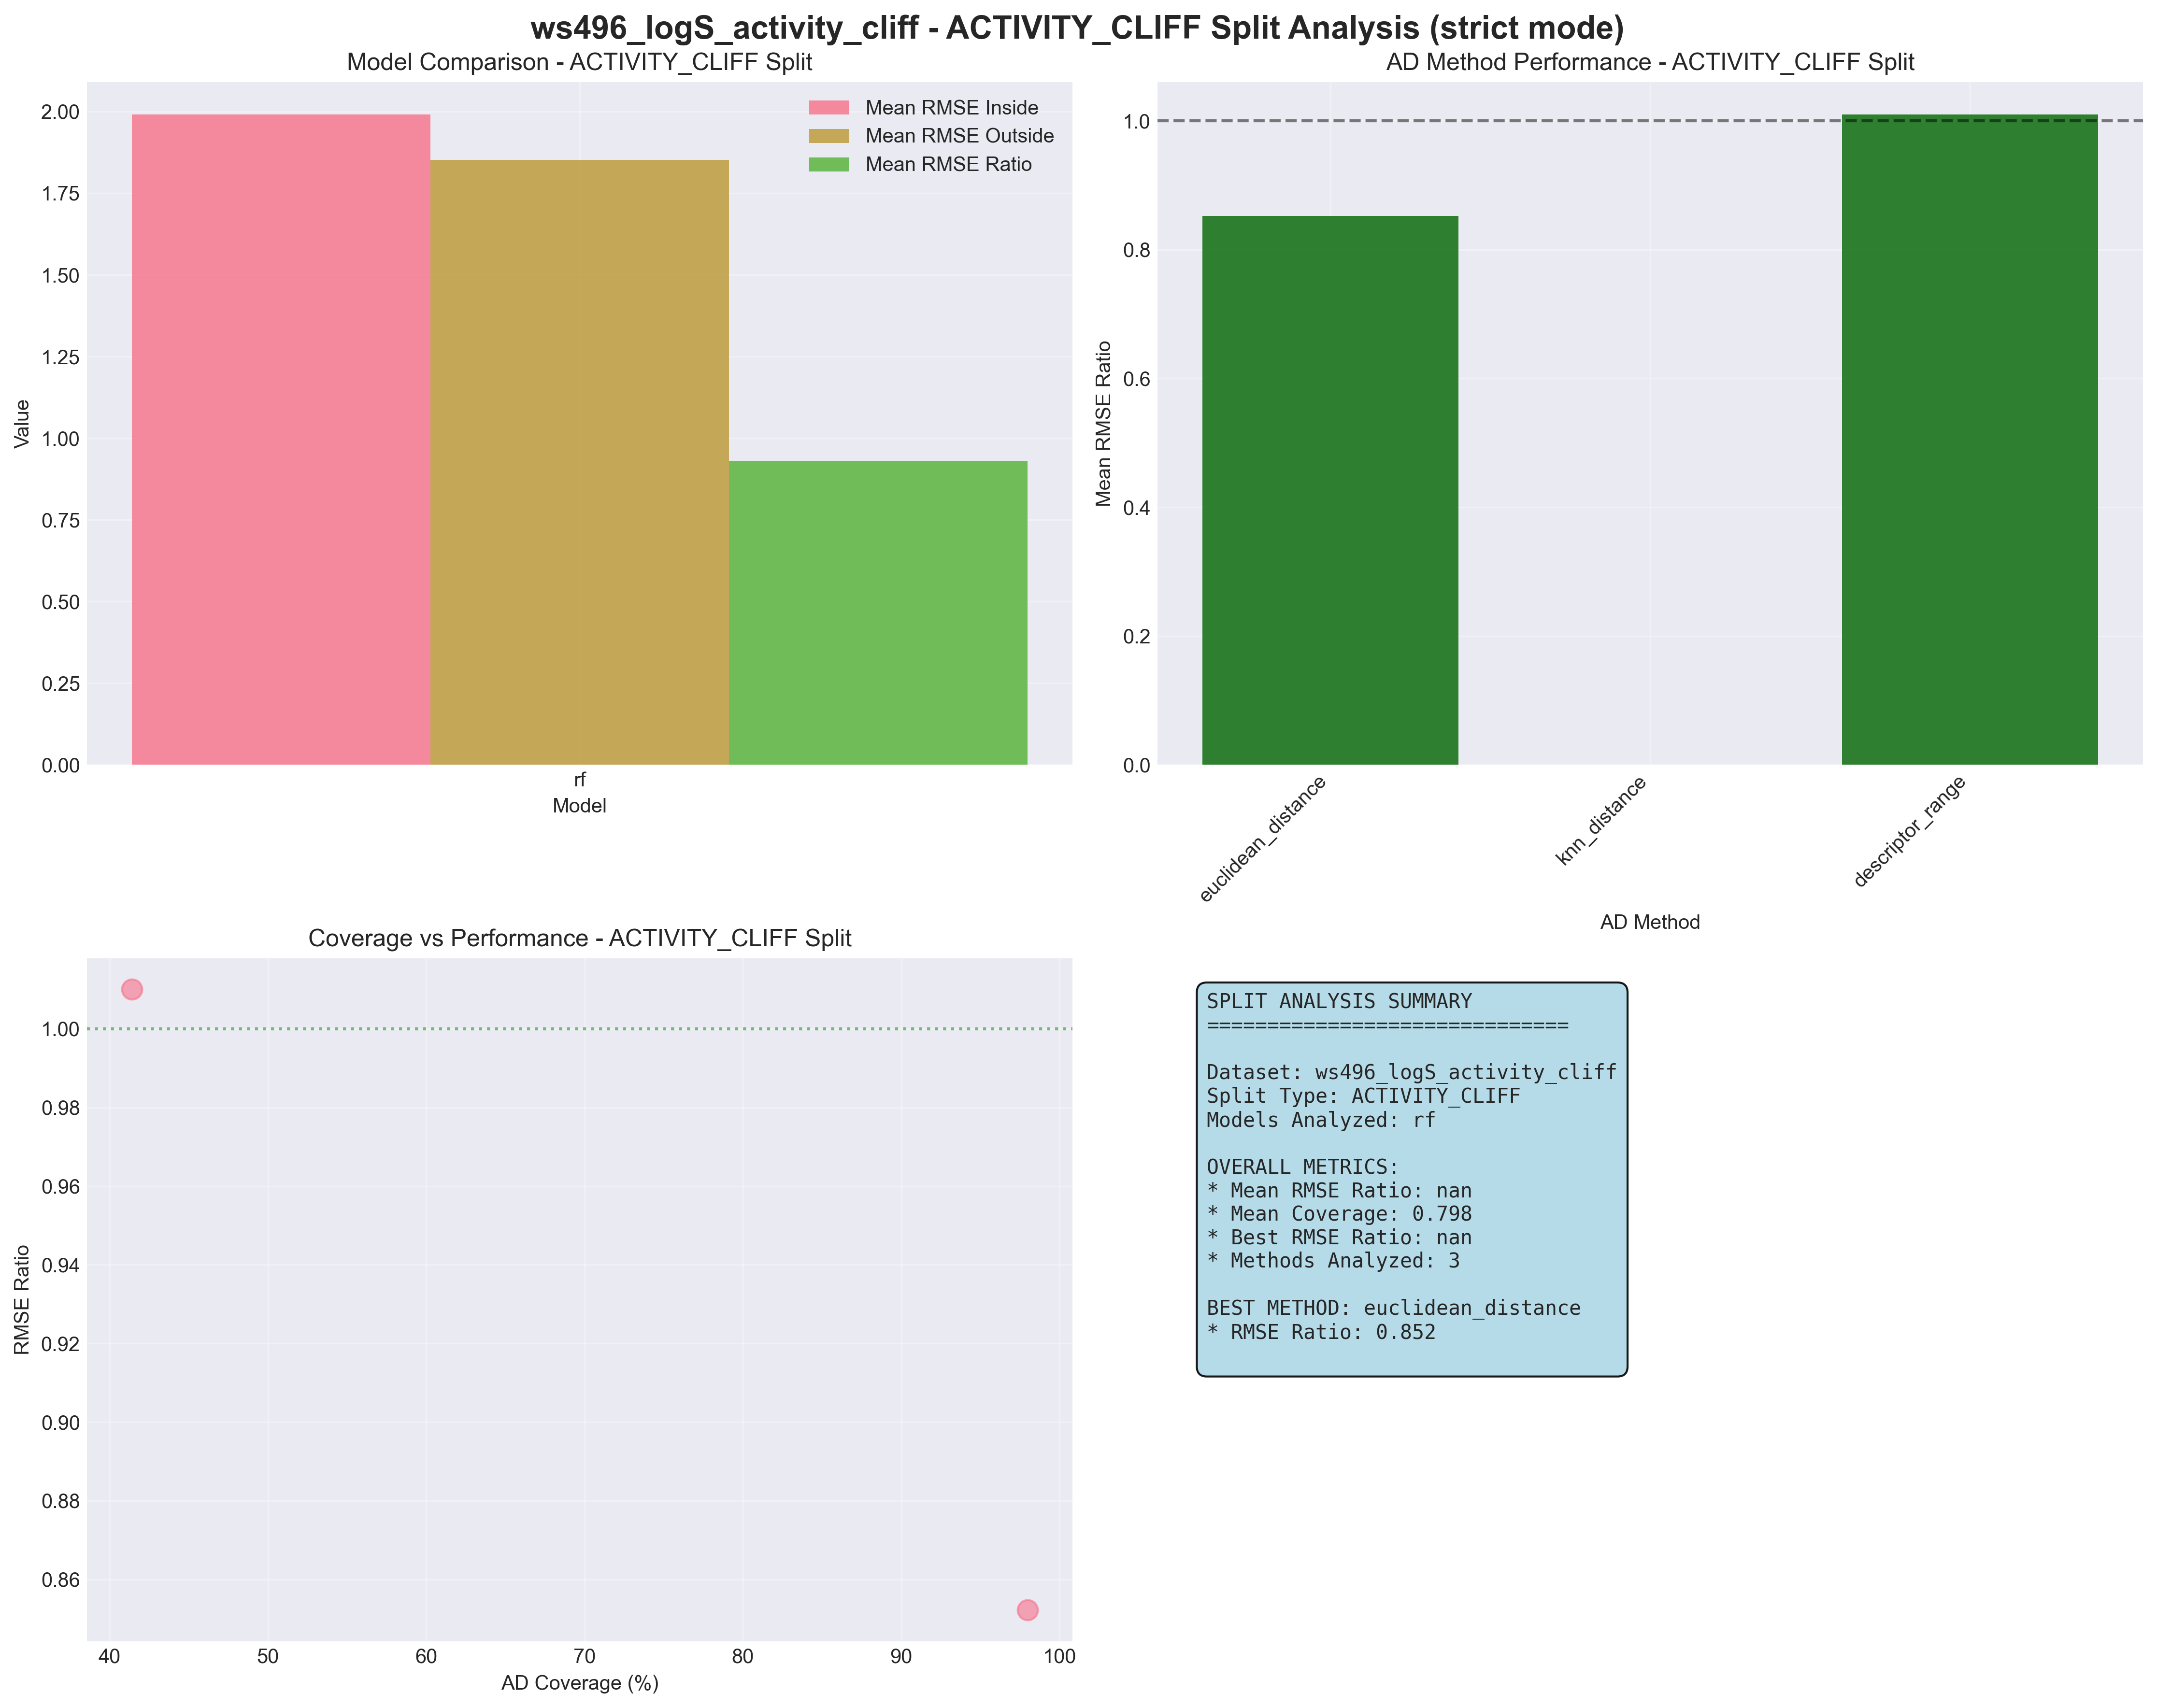 ws496_logS_activity_cliff - ACTIVITY_CLIFF Split Analysis (strict mode)
Model Comparison - ACTIVITY_CLIFF Split
Mean RMSE Inside
Mean RMSE Outside
Mean RMSE Ratio
Value
2.00
1.75
1.50
1.25
1.00
0.75
0.50
0.25
0.00
rf
Model
AD Method Performance - ACTIVITY_CLIFF Split
Mean RMSE Ratio
1.0
0.8
0.6
0.4
0.2
0.0
euclidean_distance
knn_distance
descriptor_range
AD Method
Coverage vs Performance - ACTIVITY_CLIFF Split
RMSE Ratio
1.00
0.98
0.96
0.94
0.92
0.90
0.88
0.86
40 50 60 70 80 90 100
AD Coverage (%)
SPLIT ANALYSIS SUMMARY
==============================
Dataset: ws496_logS_activity_cliff
Split Type: ACTIVITY_CLIFF
Models Analyzed: rf
OVERALL METRICS:
* Mean RMSE Ratio: nan
* Mean Coverage: 0.798
* Best RMSE Ratio: nan
* Methods Analyzed: 3
BEST METHOD: euclidean_distance
* RMSE Ratio: 0.852